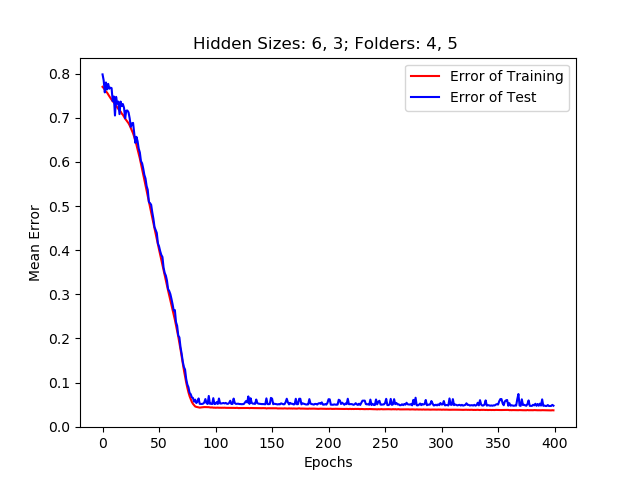 Hidden Sizes: 6, 3; Folders: 4, 5
Error of Training
Error of Test
Mean Error
0.8
0.7
0.6
0.5
0.4
0.3
0.2
0.1
0.0
0 50 100 150 200 250 300 350 400
Epochs